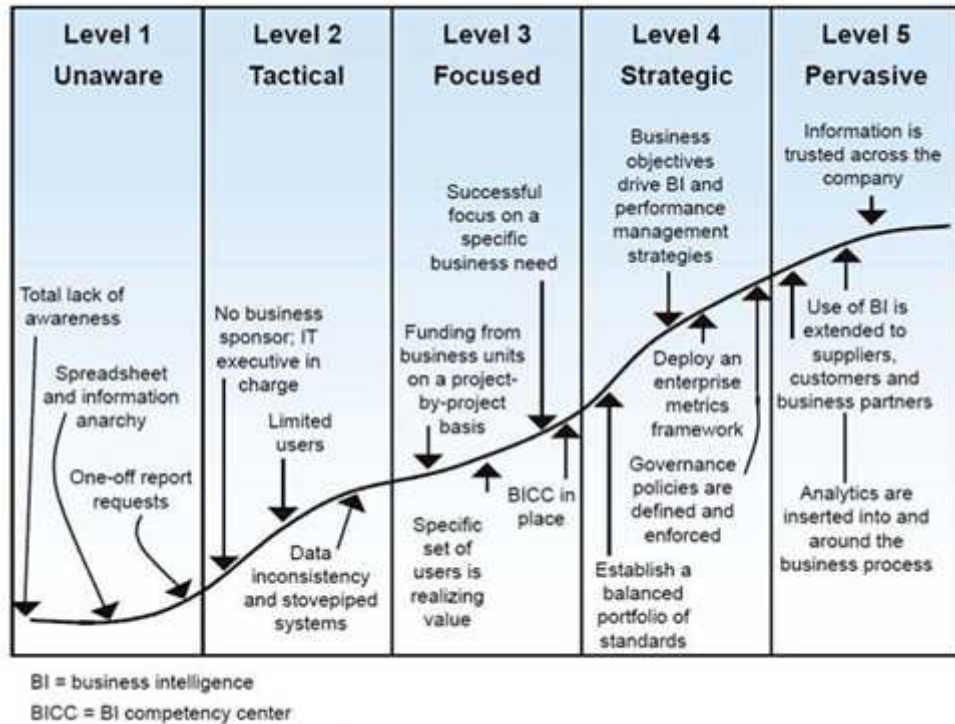 Level 1
Unaware
Level 2
Tactical
Level 3
Focused
Level 4
Strategic
Level 5
Pervasive
Total lack of
awareness
Spreadsheet
and information
anarchy
One-off report
requests
No business
sponsor; IT
executive in
charge
Limited
users
Data
inconsistency
and stovepiped
systems
Funding from
business units
on a project-
by-project
basis
Successful
focus on a
specific
business need
Specific
set of
users is
realizing
value
BICC in
place
Business
objectives
drive BI and
performance
management
strategies
Deploy an
enterprise
metrics
framework
Governance
policies are
defined and
enforced
Establish a
balanced
portfolio of
standards
Information is
trusted across the
company
Use of BI is
extended to
suppliers,
customers and
business partners
Analytics are
inserted into and
around the
business process
BI = business intelligence
BICC = BI competency center